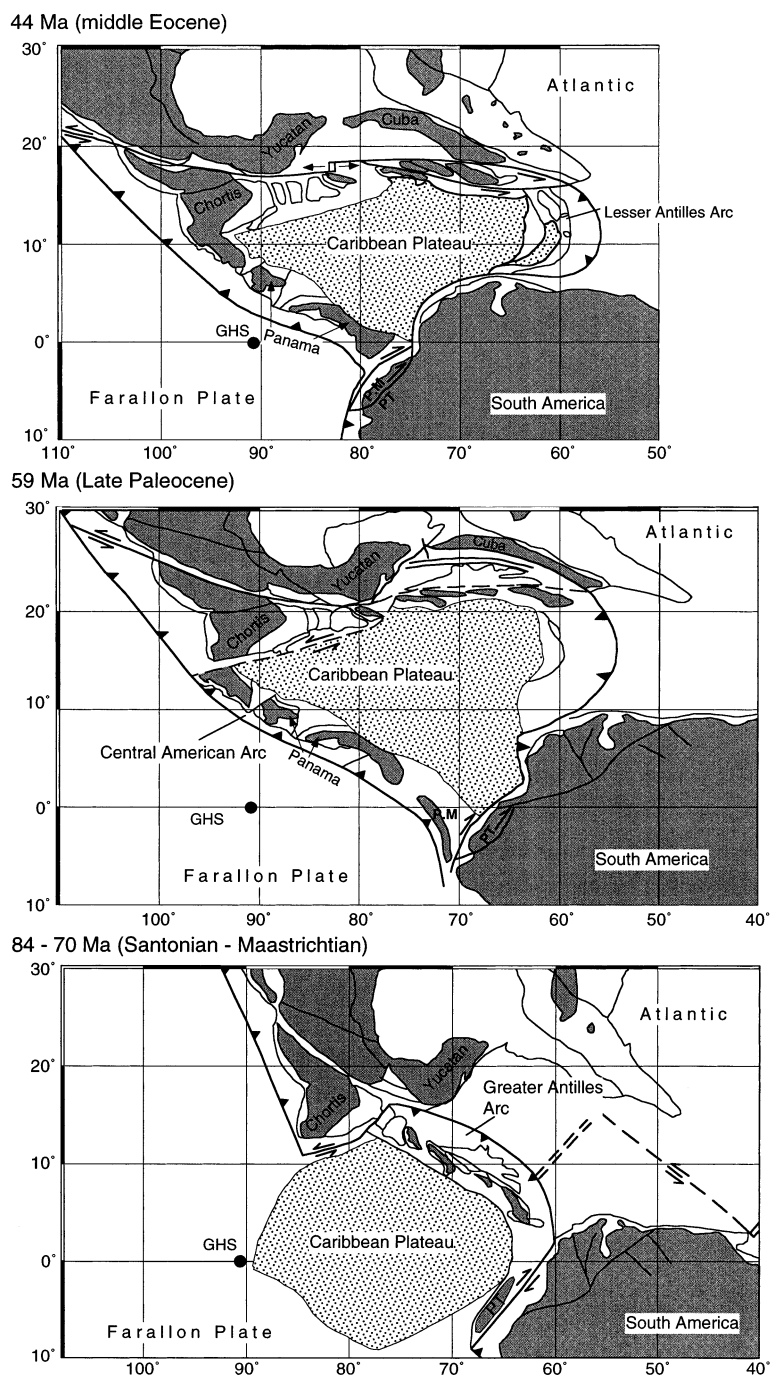 44 Ma (middle Eocene)
30°
Atlantic
Cuba
20°
Yucatan
Chortis
Lesser Antilles Arc
Caribbean Plateau
10°
GHS
Panama
0°
P.M
PT
Farallon Plate
South America
10°
110° 100° 90° 80° 70° 60° 50°
59 Ma (Late Paleocene)
30°
Atlantic
Cuba
Yucatan
20°
Chortis
Caribbean Plateau
10°
Central American Arc
Panama
0°
GHS
P.M
PT
Farallon Plate
South America
10°
100° 90° 80° 70° 60° 50° 40°
84 - 70 Ma (Santonian - Maastrichtian)
30°
Atlantic
20°
Yucatan
Greater Antilles
Arc
Chortis
10°
GHS
Caribbean Plateau
0°
PT
Farallon Plate
South America
10°
100° 90° 80° 70° 60° 50° 40°